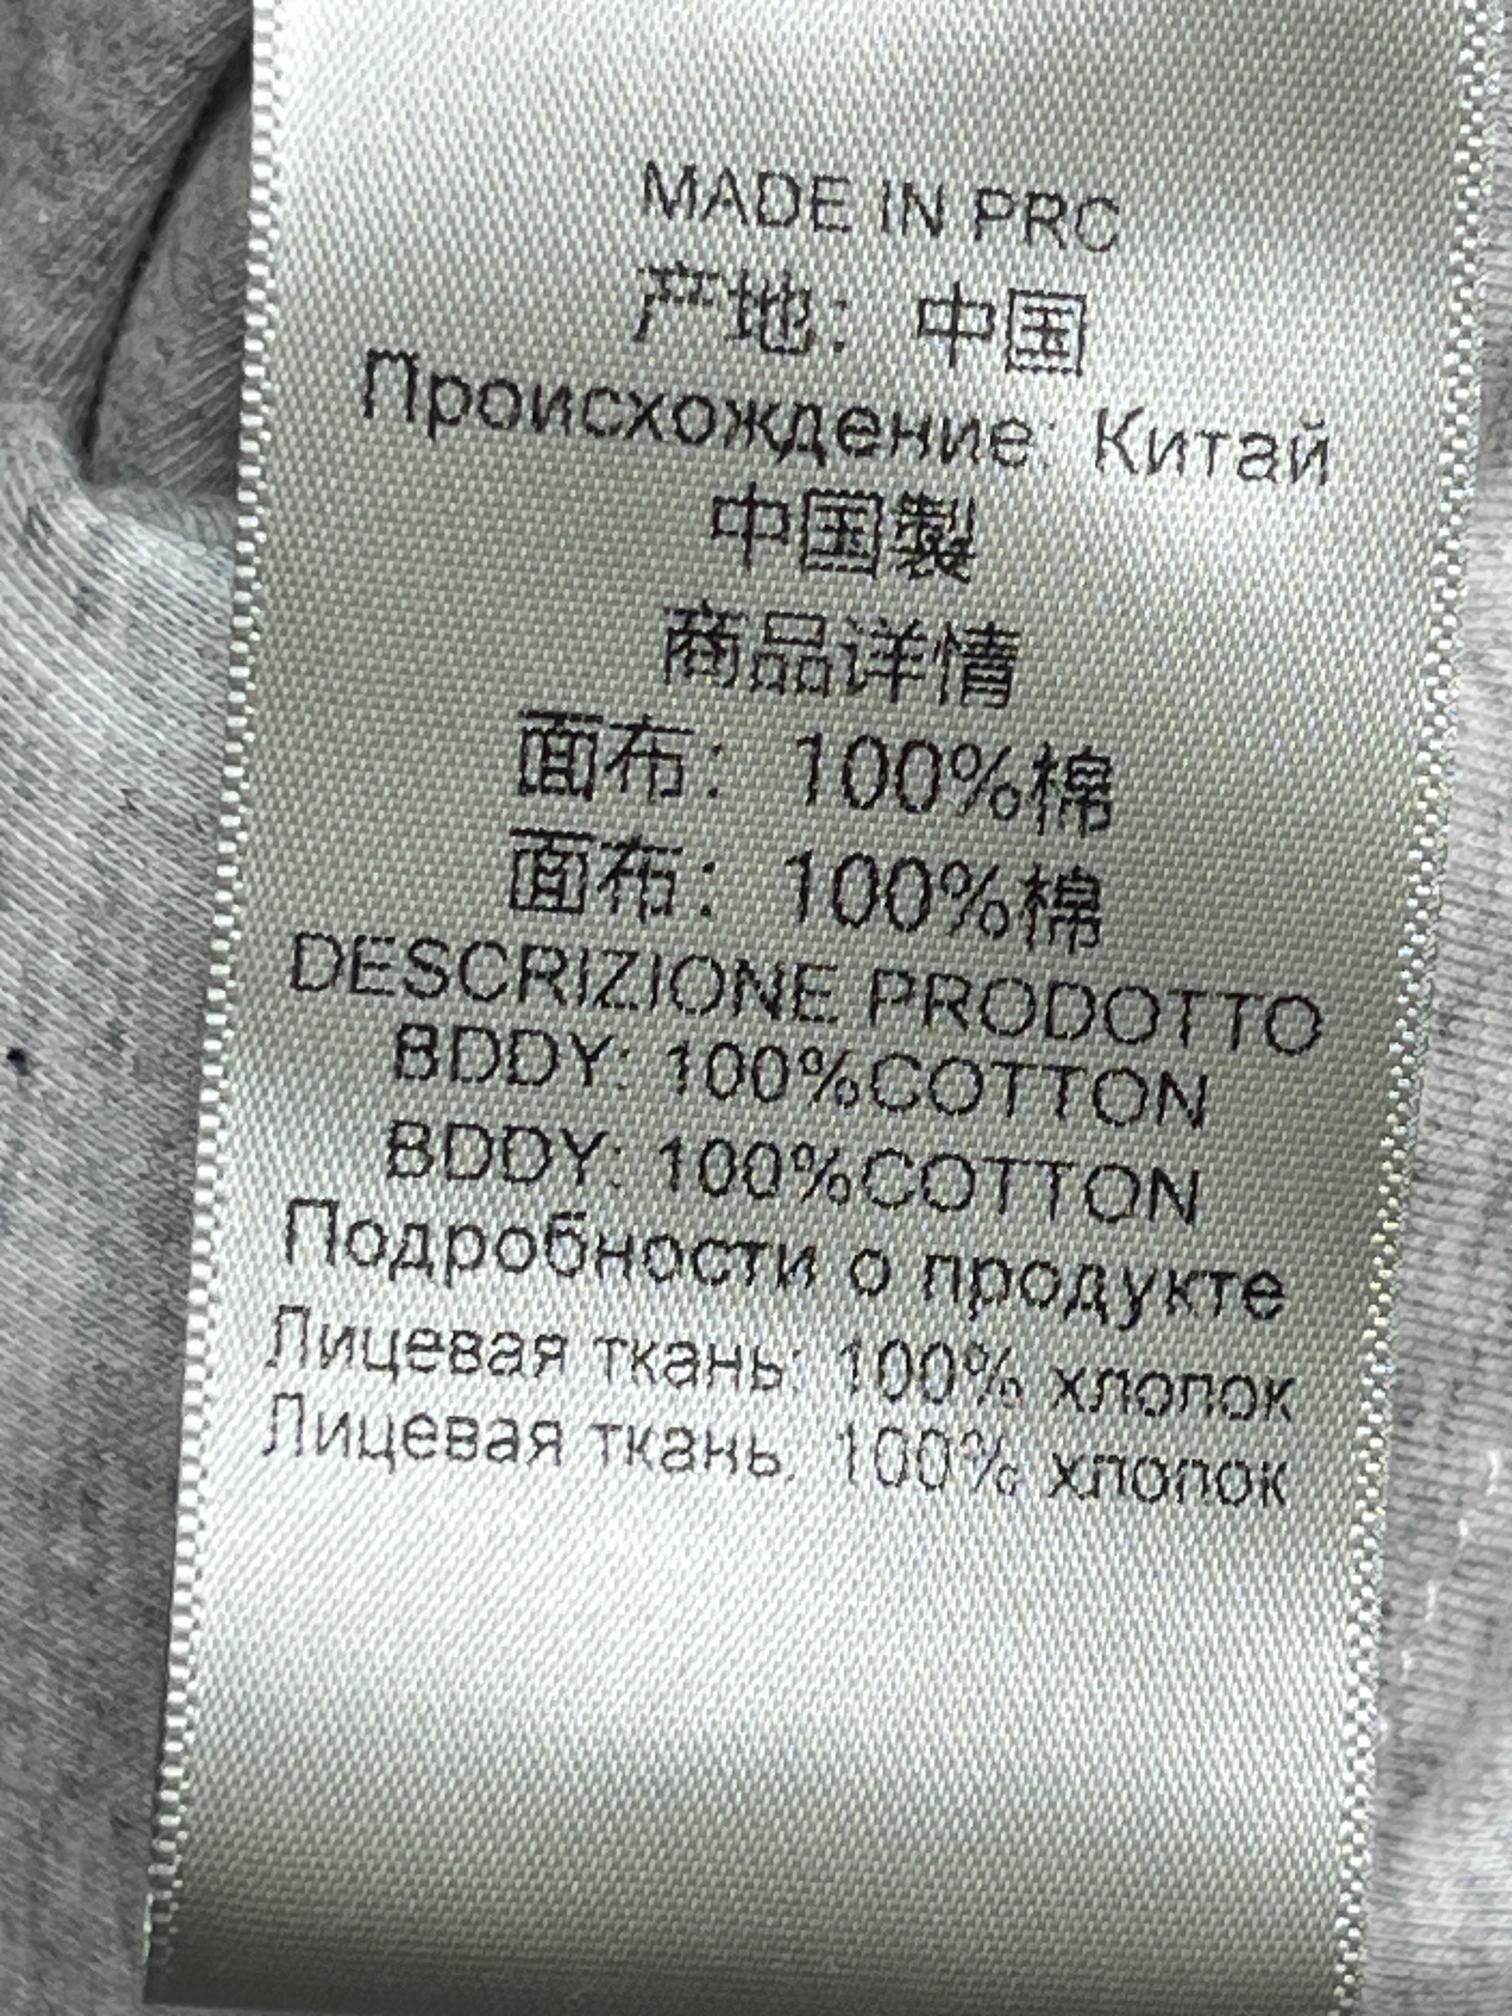 MADE IN PRC
产地：中国
Происхождение: Китай
中国製
商品详情
面布：100%棉
面布：100%棉
DESCRIZIONE PRODOTTO
BDDY: 100%COTTON
BDDY: 100%COTTON
Подробности о продукте
Лицевая ткань: 100% хлопок
Лицевая ткань: 100% хлопок